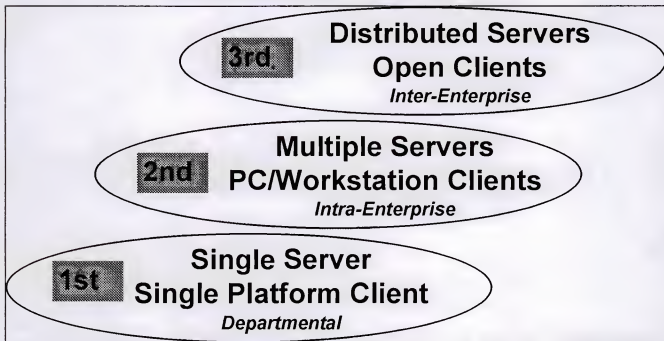 3rd.
Distributed Servers
Open Clients
Inter-Enterprise
2nd
Multiple Servers
PC/Workstation Clients
Intra-Enterprise
1st
Single Server
Single Platform Client
Departmental